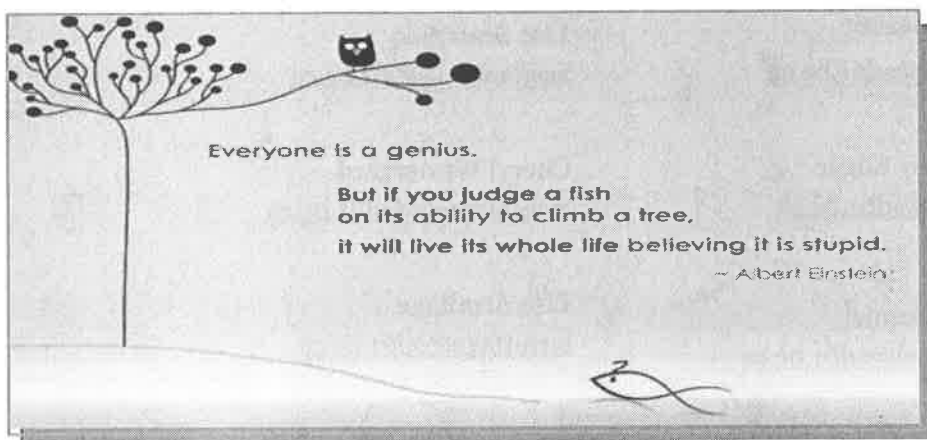 Everyone is a genius.
But if you judge a fish
on its ability to climb a tree,
it will live its whole life believing it is stupid.
~ Albert Einstein
?